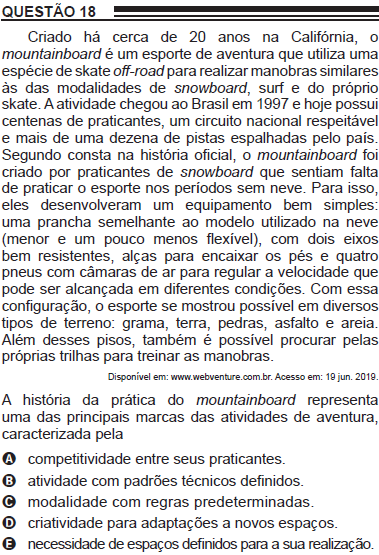 QUESTÃO 18
Criado há cerca de 20 anos na Califórnia, o
mountainboard é um esporte de aventura que utiliza uma
espécie de skate off-road para realizar manobras similares
às das modalidades de snowboard, surf e do próprio
skate. A atividade chegou ao Brasil em 1997 e hoje possui
centenas de praticantes, um circuito nacional respeitável
e mais de uma dezena de pistas espalhadas pelo país.
Segundo consta na história oficial, o mountainboard foi
criado por praticantes de snowboard que sentiam falta
de praticar o esporte nos períodos sem neve. Para isso,
eles desenvolveram um equipamento bem simples:
uma prancha semelhante ao modelo utilizado na neve
(menor e um pouco menos flexível), com dois eixos
bem resistentes, alças para encaixar os pés e quatro
pneus com câmaras de ar para regular a velocidade que
pode ser alcançada em diferentes condições. Com essa
configuração, o esporte se mostrou possível em diversos
tipos de terreno: grama, terra, pedras, asfalto e areia.
Além desses pisos, também é possível procurar pelas
próprias trilhas para treinar as manobras.
Disponível em: www.webventure.com.br. Acesso em: 19 jun. 2019.
A história da prática do mountainboard representa
uma das principais marcas das atividades de aventura,
caracterizada pela
A competitividade entre seus praticantes.
B atividade com padrões técnicos definidos.
C modalidade com regras predeterminadas.
D criatividade para adaptações a novos espaços.
E necessidade de espaços definidos para a sua realização.